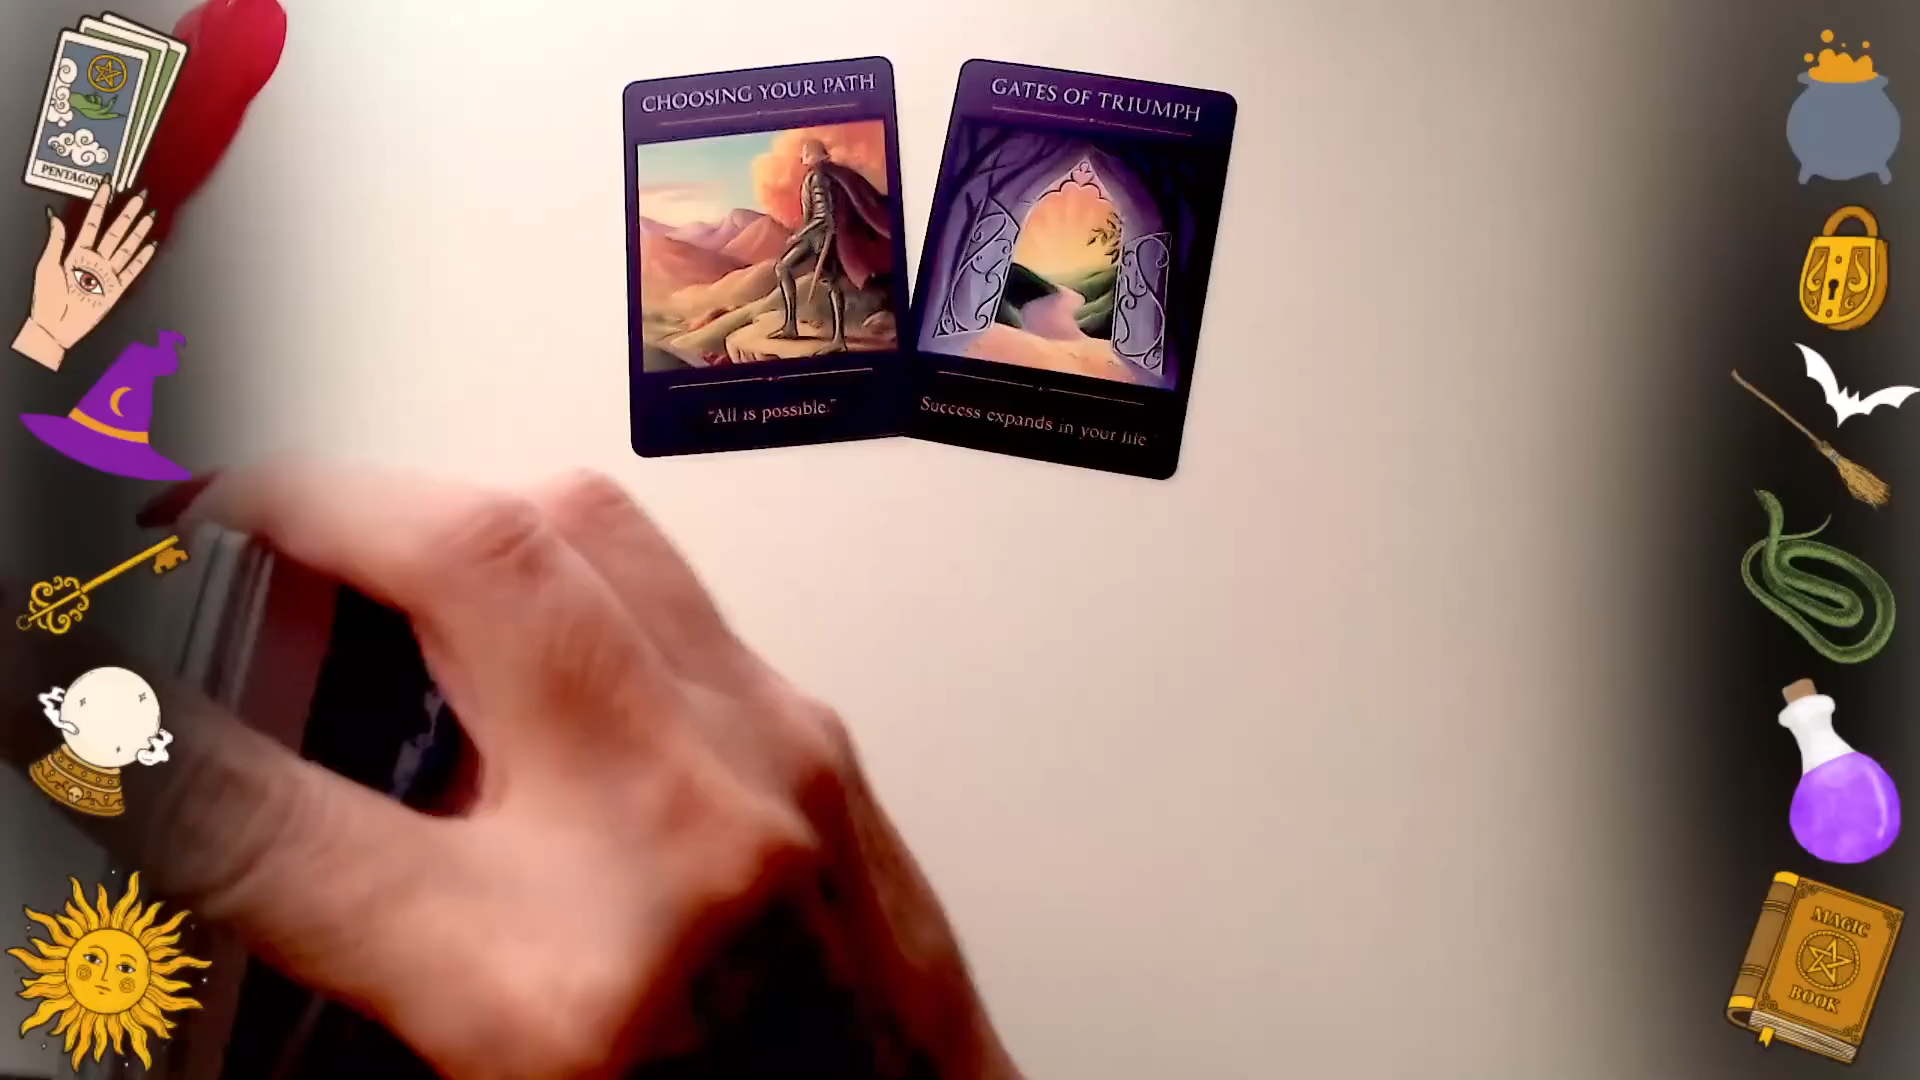 CHOOSING YOUR PATH
"All is possible."
GATES OF TRIUMPH
Success expands in your life"
PENTAGON
MAGIC
BOOK